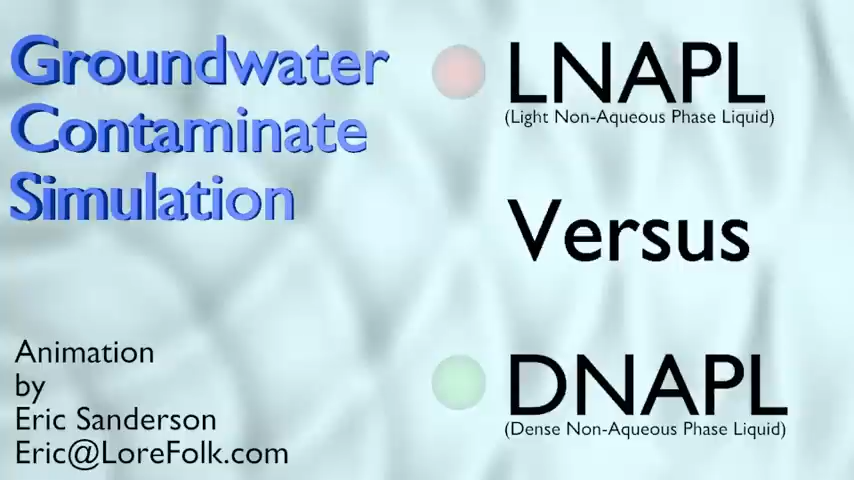 Groundwater
Contaminate
Simulation
LNAPL
(Light Non-Aqueous Phase Liquid)
Versus
DNAPL
(Dense Non-Aqueous Phase Liquid)
Animation
by
Eric Sanderson
Eric@LoreFolk.com